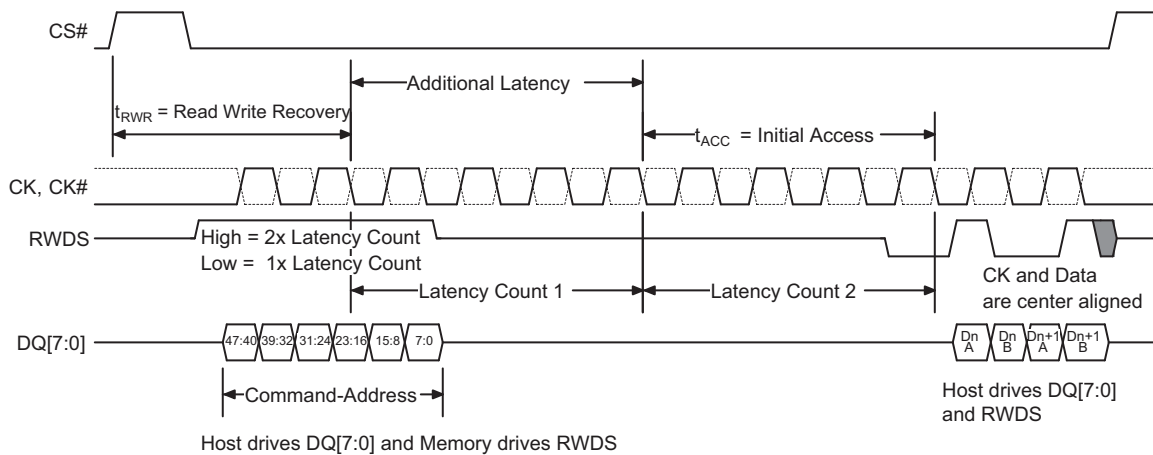 CS#
Additional Latency
tRWR = Read Write Recovery
tACC = Initial Access
CK, CK#
RWDS
High = 2x Latency Count
Low = 1x Latency Count
CK and Data
are center aligned
Latency Count 1
Latency Count 2
DQ[7:0]
47:40 39:32 31:24 23:16 15:8 7:0
Dn A
Dn B
Dn+1 A
Dn+1 B
Command-Address
Host drives DQ[7:0]
and RWDS
Host drives DQ[7:0] and Memory drives RWDS